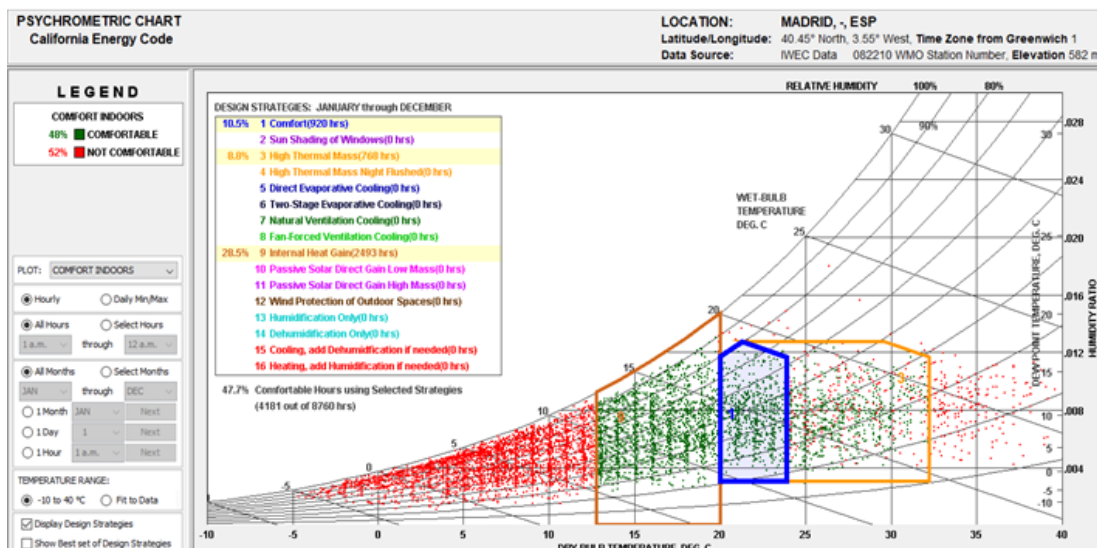 PSYCHROMETRIC CHART
California Energy Code
LOCATION: MADRID, -, ESP
Latitude/Longitude: 40.45° North, 3.55° West, Time Zone from Greenwich 1
Data Source: IWEC Data 082210 WMO Station Number, Elevation 582 m
LEGEND
COMFORT INDOORS
48% COMFORTABLE
52% NOT COMFORTABLE
PLOT: COMFORT INDOORS
Hourly Daily Min/Max
All Hours Select Hours
1 a.m. through 12 a.m.
All Months Select Months
JAN through DEC
1 Month JAN Next
1 Day 1 Next
1 Hour 1 a.m. Next
TEMPERATURE RANGE:
-10 to 40 °C Fit to Data
Display Design Strategies
Show Best set of Design Strategies
DESIGN STRATEGIES: JANUARY through DECEMBER
10.5% 1 Comfort(920 hrs)
2 Sun Shading of Windows(0 hrs)
8.8% 3 High Thermal Mass(768 hrs)
4 High Thermal Mass Night Flushed(0 hrs)
5 Direct Evaporative Cooling(0 hrs)
6 Two-Stage Evaporative Cooling(0 hrs)
7 Natural Ventilation Cooling(0 hrs)
8 Fan-Forced Ventilation Cooling(0 hrs)
28.5% 9 Internal Heat Gain(2493 hrs)
10 Passive Solar Direct Gain Low Mass(0 hrs)
11 Passive Solar Direct Gain High Mass(0 hrs)
12 Wind Protection of Outdoor Spaces(0 hrs)
13 Humidification Only(0 hrs)
14 Dehumidification Only(0 hrs)
15 Cooling, add Dehumidification if needed(0 hrs)
16 Heating, add Humidification if needed(0 hrs)
47.7% Comfortable Hours using Selected Strategies
(4181 out of 8760 hrs)
RELATIVE HUMIDITY 100% 80%
90%
WET-BULB
TEMPERATURE
DEG. C
-5
0
5
10
15
20
25
30
1
3
30
15
10
5
0
-5
-10
DEWPOINT TEMPERATURE, DEG. C
.028
.024
.020
.016
.012
.008
.004
HUMIDITY RATIO
-10 -5 0 5 10 15 20 25 30 35 40
DRY-BULB TEMPERATURE, DEG. C